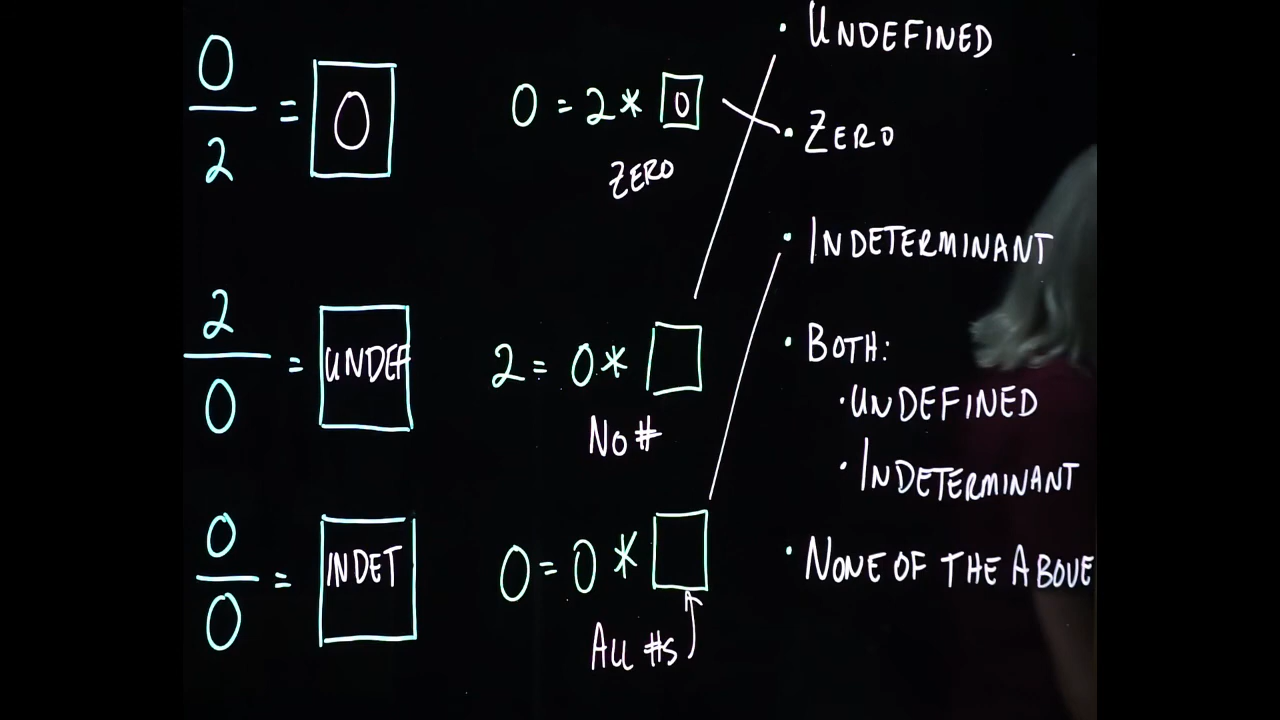 0/2 = 0
0 = 2 * 0
ZERO
2/0 = UNDEF
2 = 0 *
No #
0/0 = INDET
0 = 0 *
All #s
• UNDEFINED
• ZERO
• INDETERMINANT
• BOTH:
• UNDEFINED
• INDETERMINANT
• NONE OF THE ABOVE